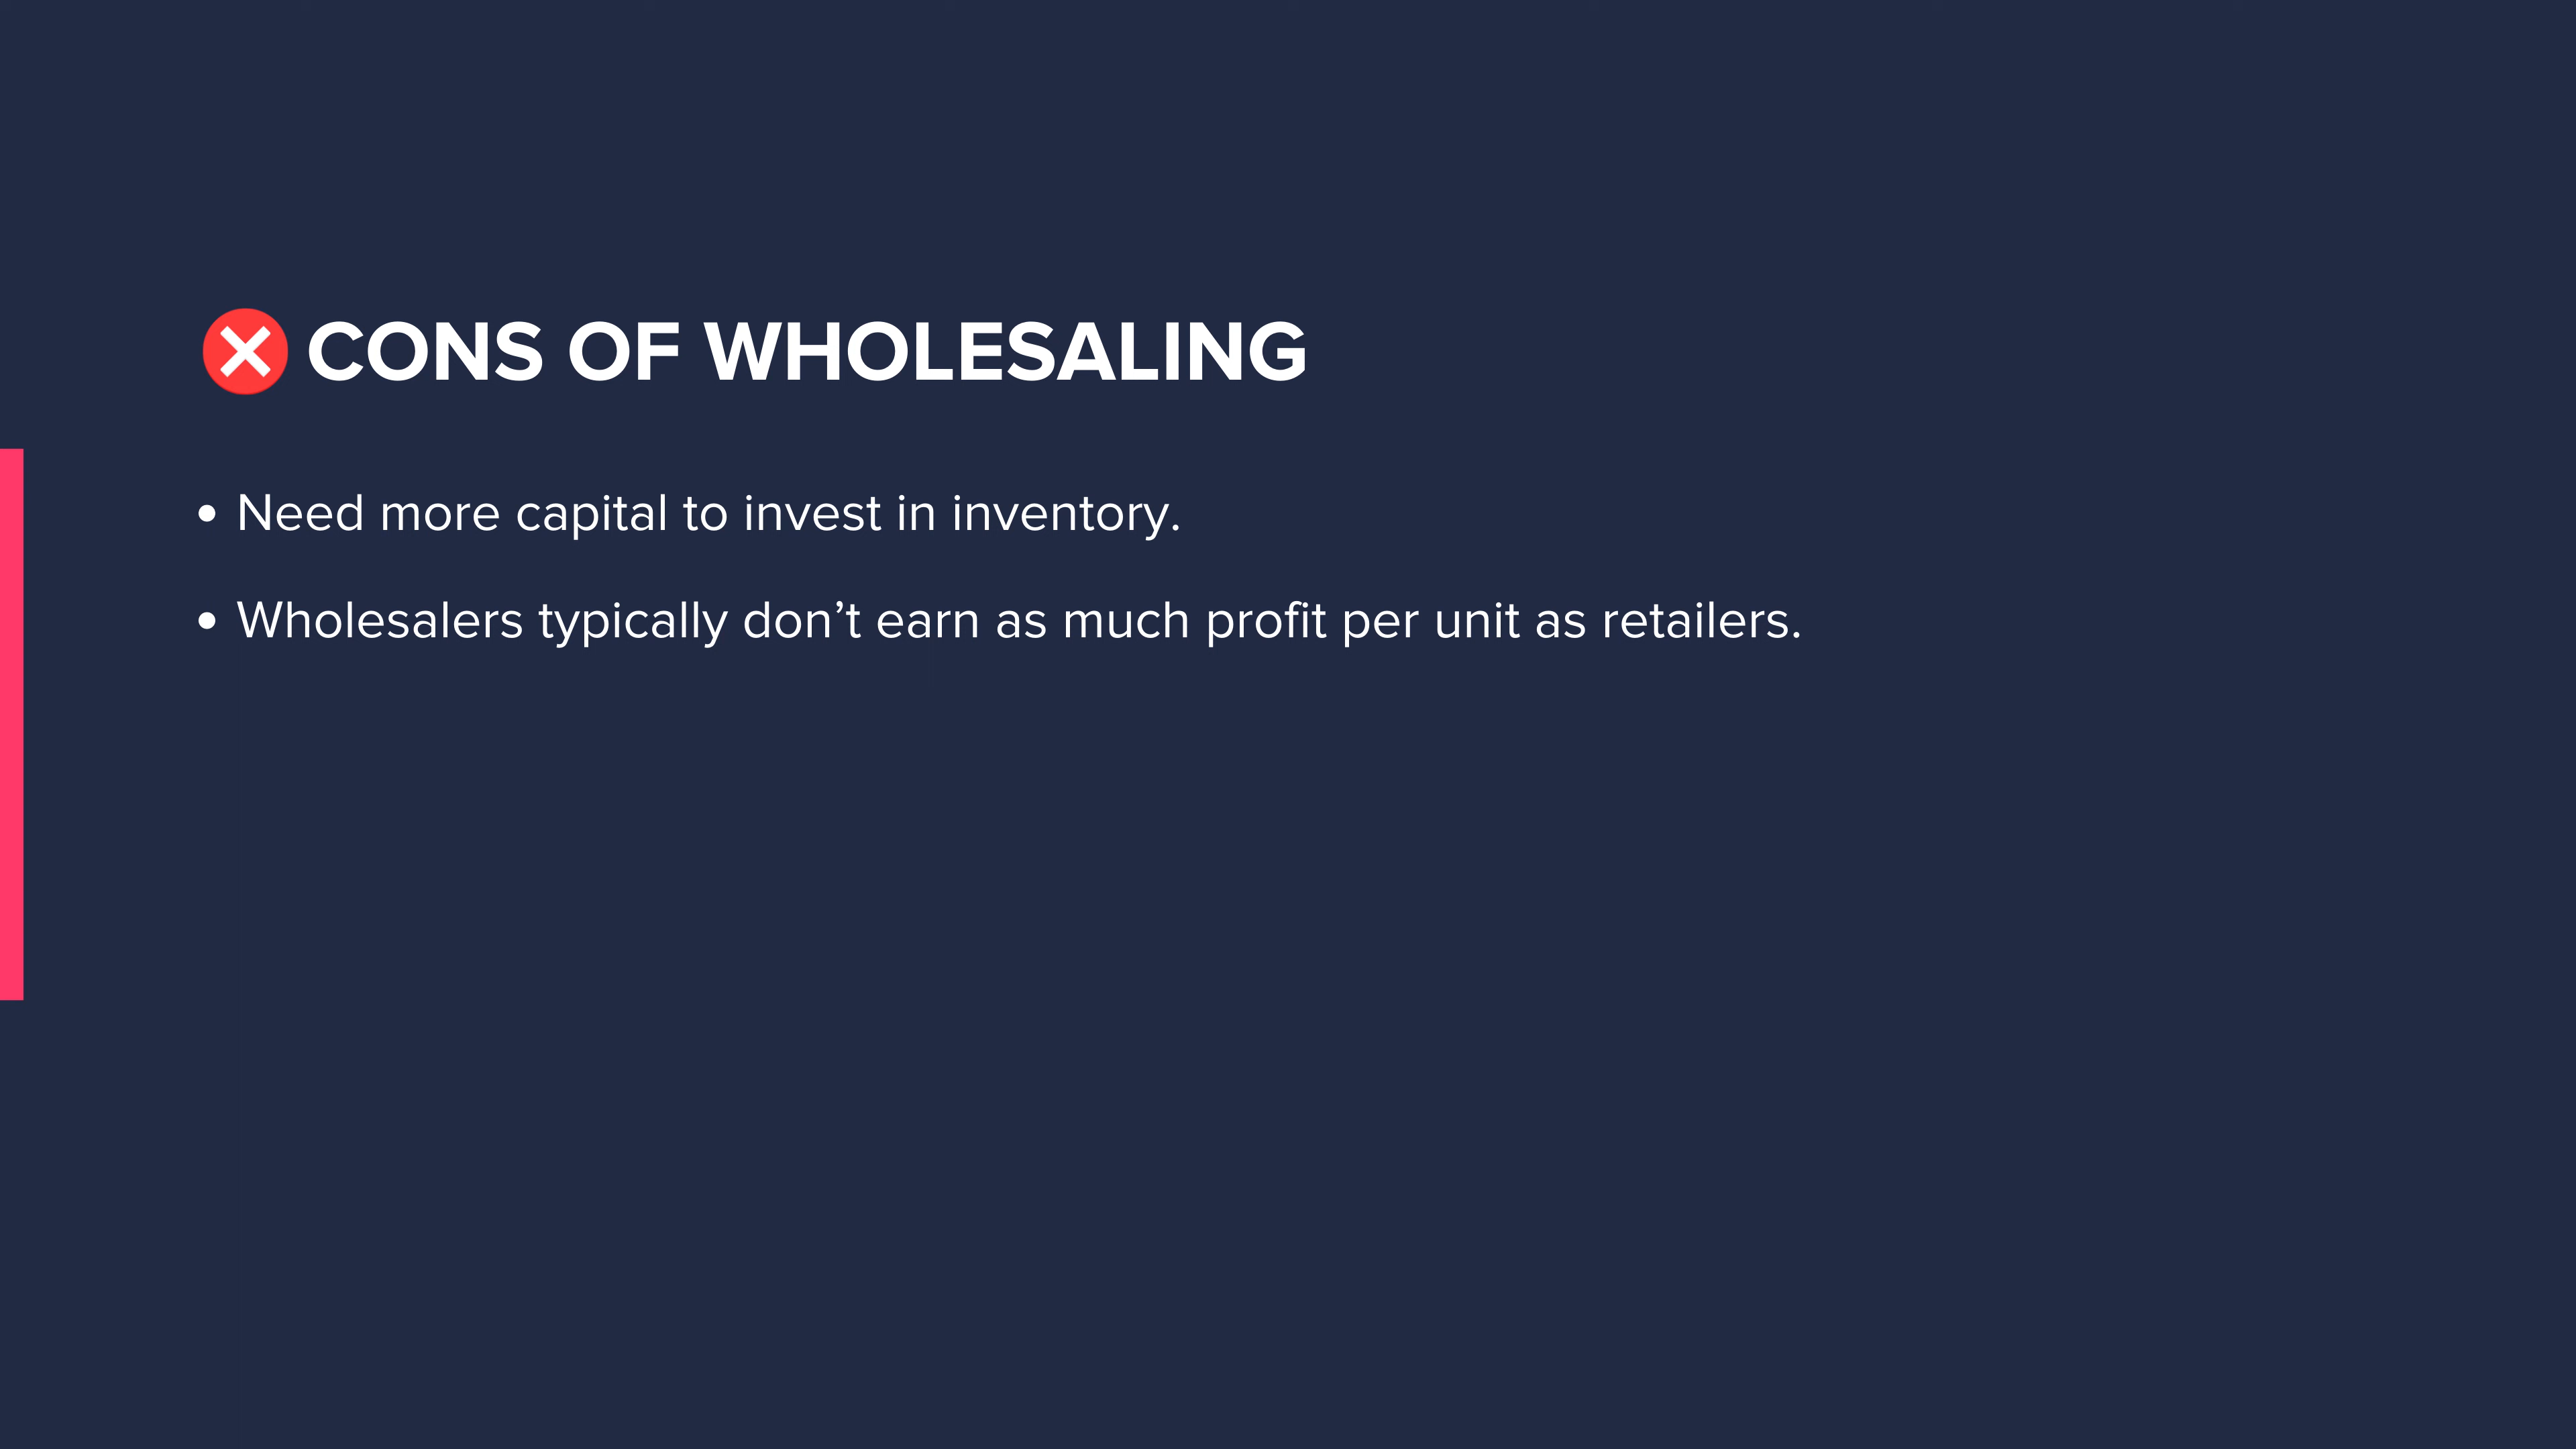 CONS OF WHOLESALING
• Need more capital to invest in inventory.
• Wholesalers typically don’t earn as much profit per unit as retailers.